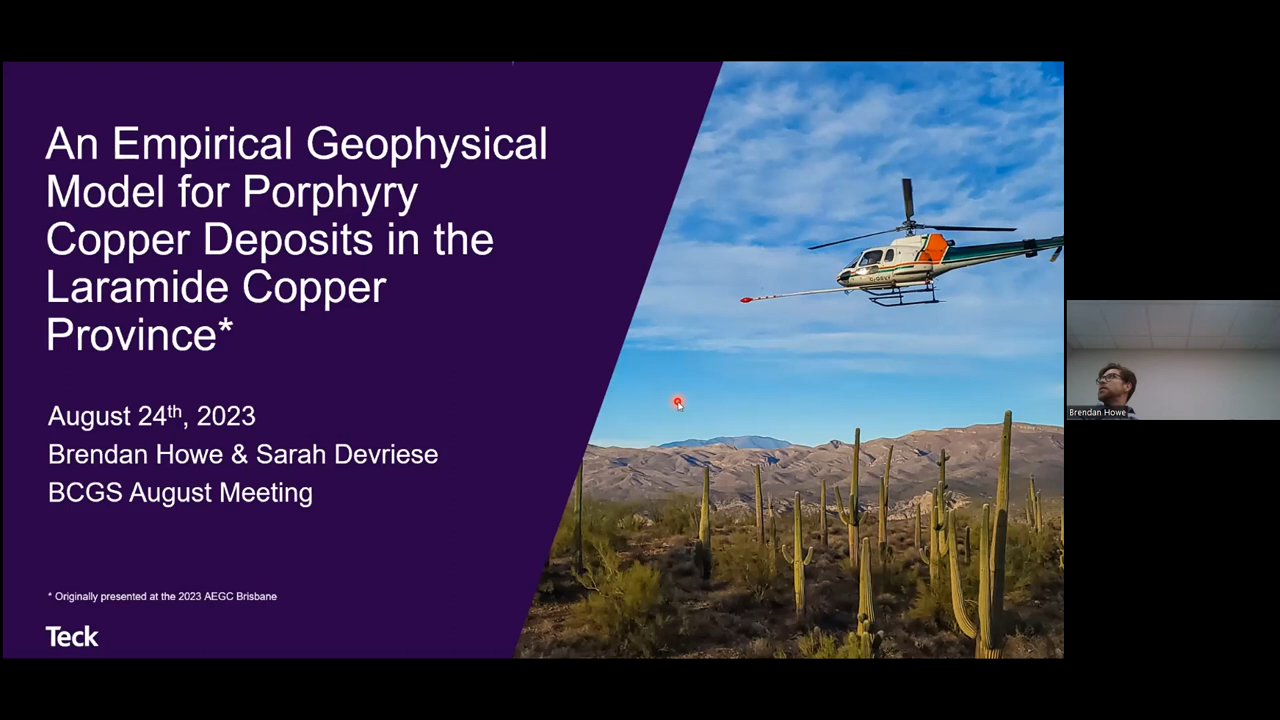 An Empirical Geophysical
Model for Porphyry
Copper Deposits in the
Laramide Copper
Province*
August 24th, 2023
Brendan Howe & Sarah Devriese
BCGS August Meeting
* Originally presented at the 2023 AEGC Brisbane
Teck
Brendan Howe